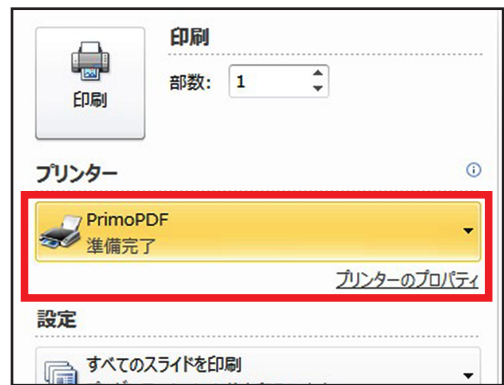 印刷
印刷
部数: 1
プリンター
PrimoPDF
準備完了
プリンターのプロパティ
設定
すべてのスライドを印刷